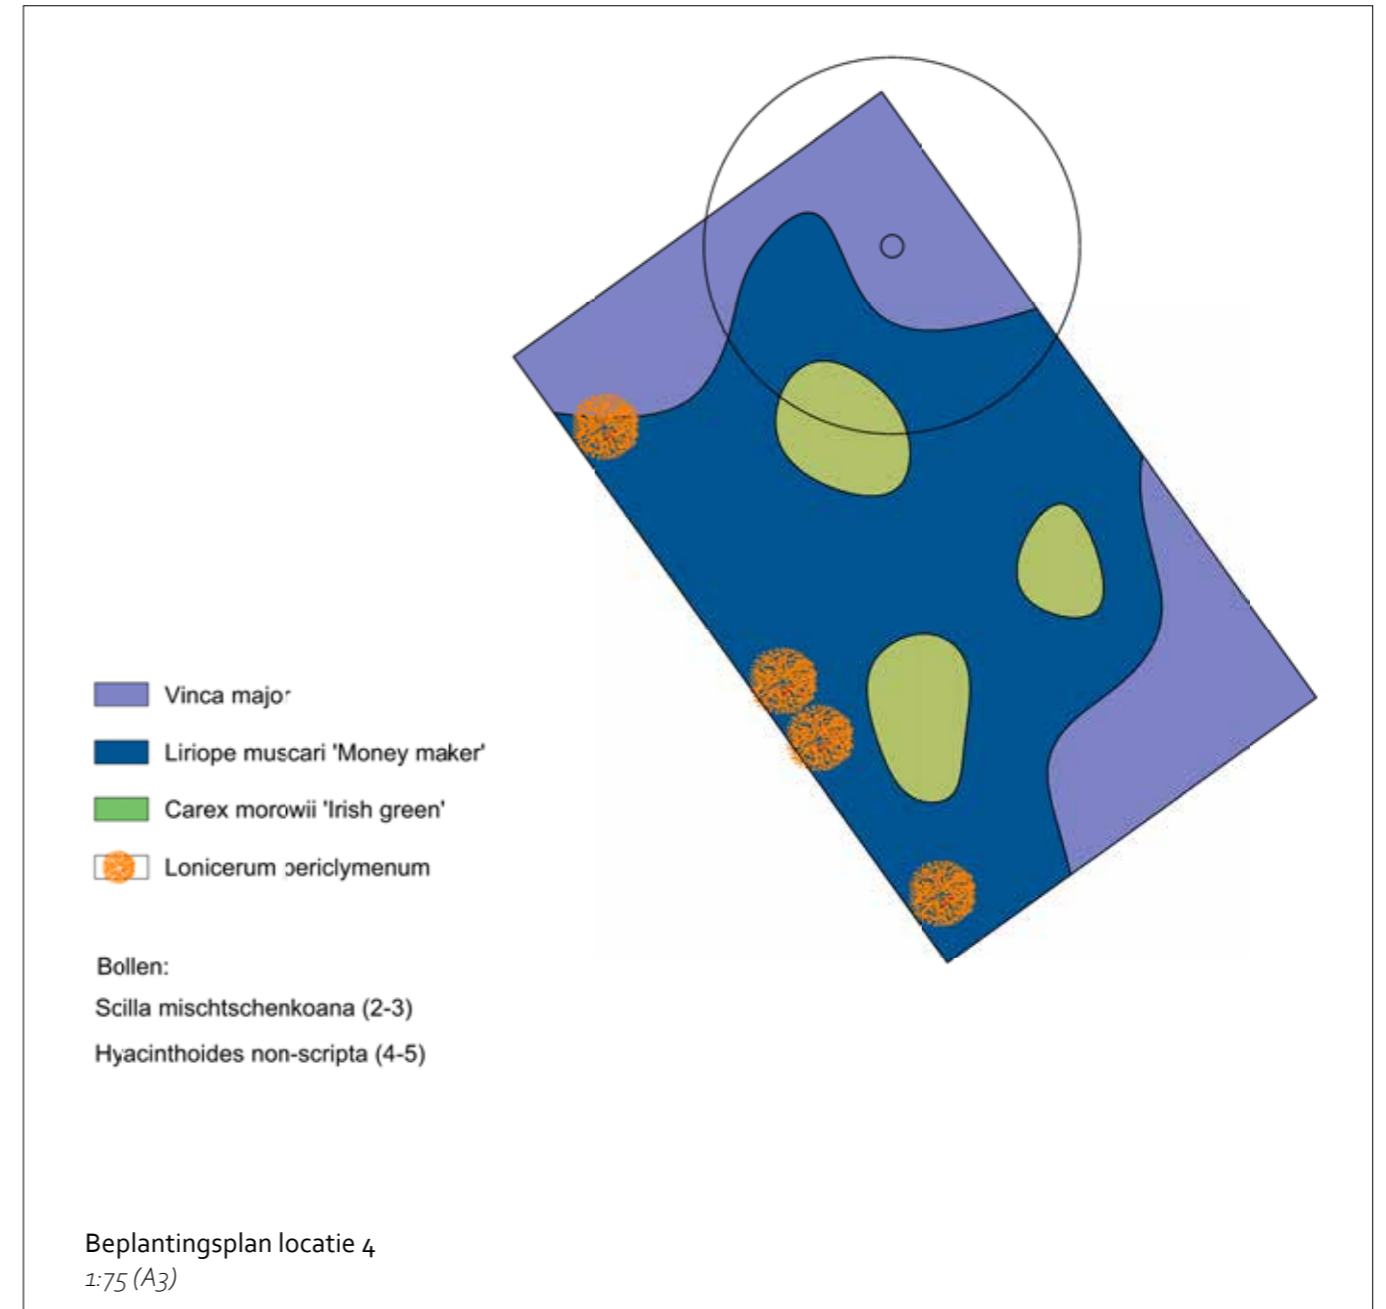 Vinca major
Liriope muscari 'Money maker'
Carex morowii 'Irish green'
Lonicerum periclymenum
Bollen:
Scilla mischtschenkoana (2-3)
Hyacinthoides non-scripta (4-5)
Beplantingsplan locatie 4
1:75 (A3)